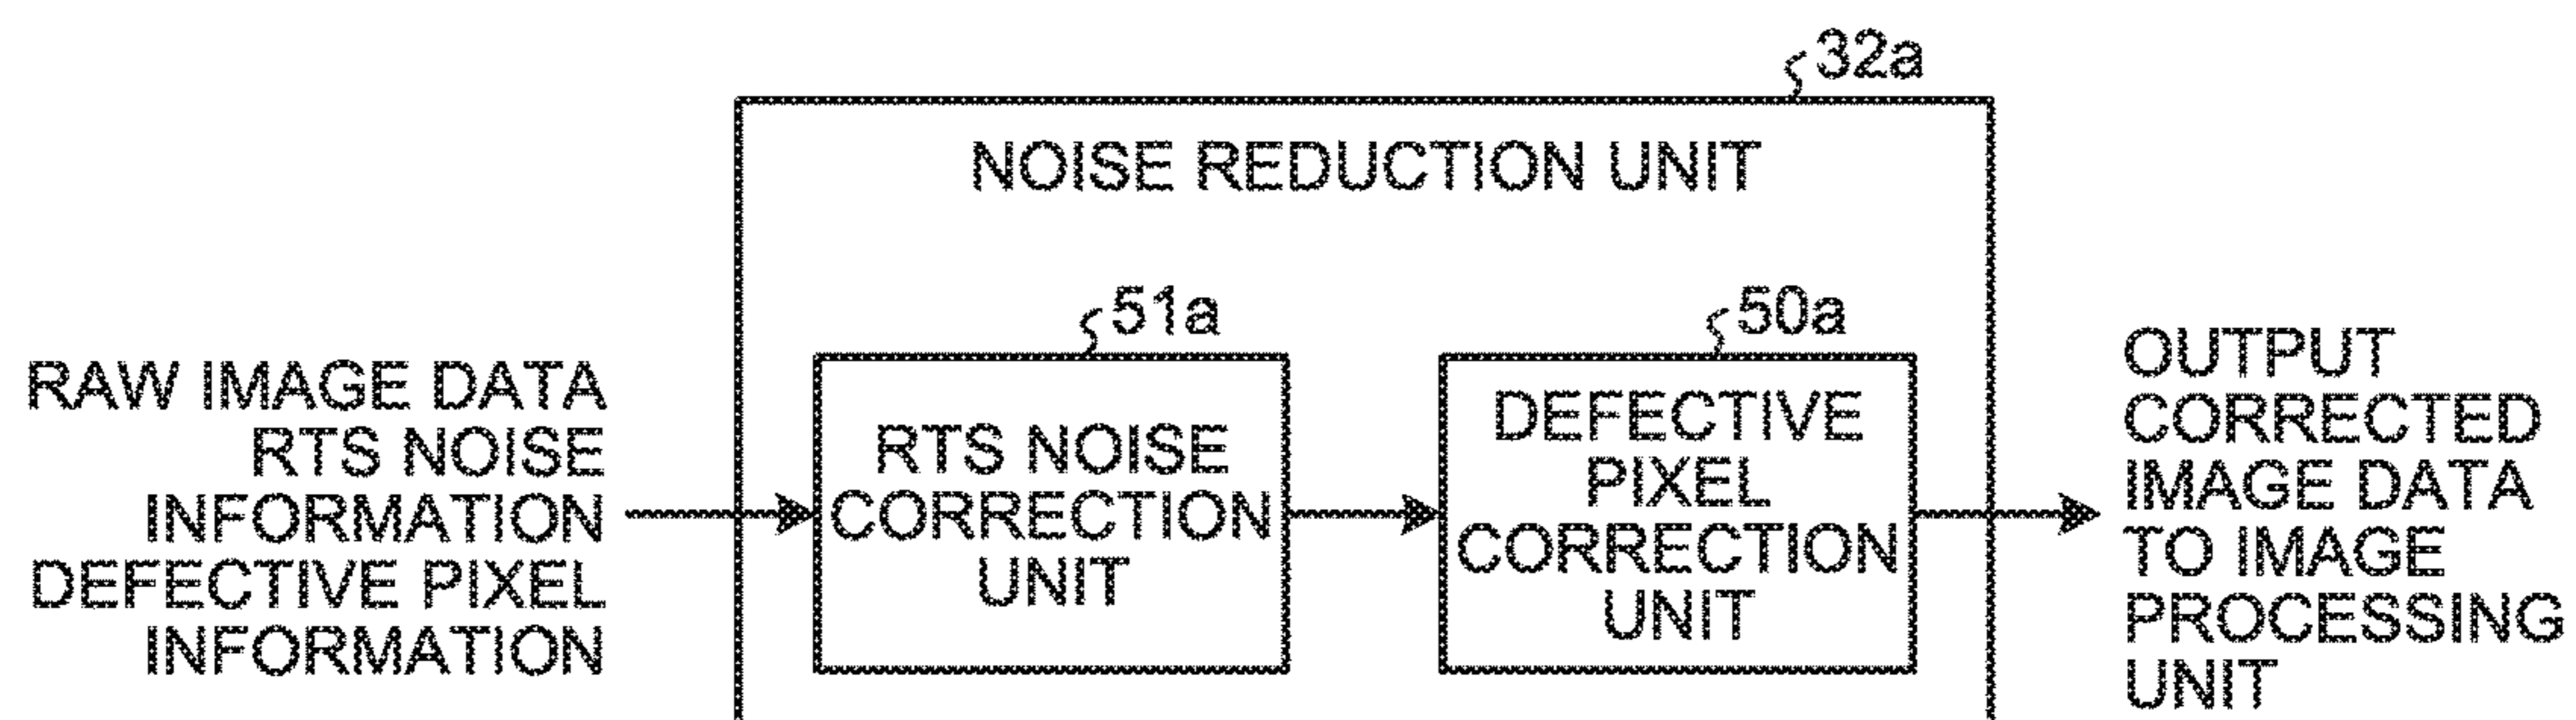 32a
NOISE REDUCTION UNIT
51a
50a
RAW IMAGE DATA
RTS NOISE
INFORMATION
DEFECTIVE PIXEL
INFORMATION
RTS NOISE
CORRECTION
UNIT
DEFECTIVE
PIXEL
CORRECTION
UNIT
OUTPUT
CORRECTED
IMAGE DATA
TO IMAGE
PROCESSING
UNIT